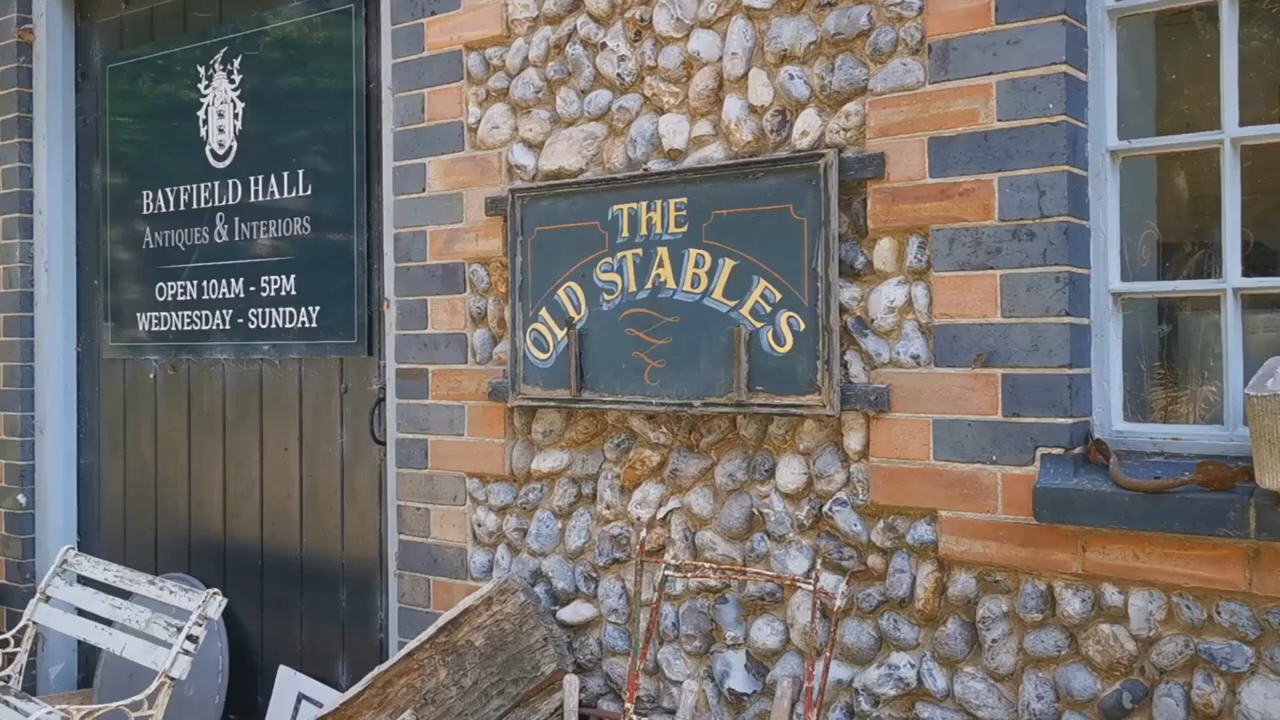 BAYFIELD HALL
ANTIQUES & INTERIORS
OPEN 10AM - 5PM
WEDNESDAY - SUNDAY
THE
OLD STABLES